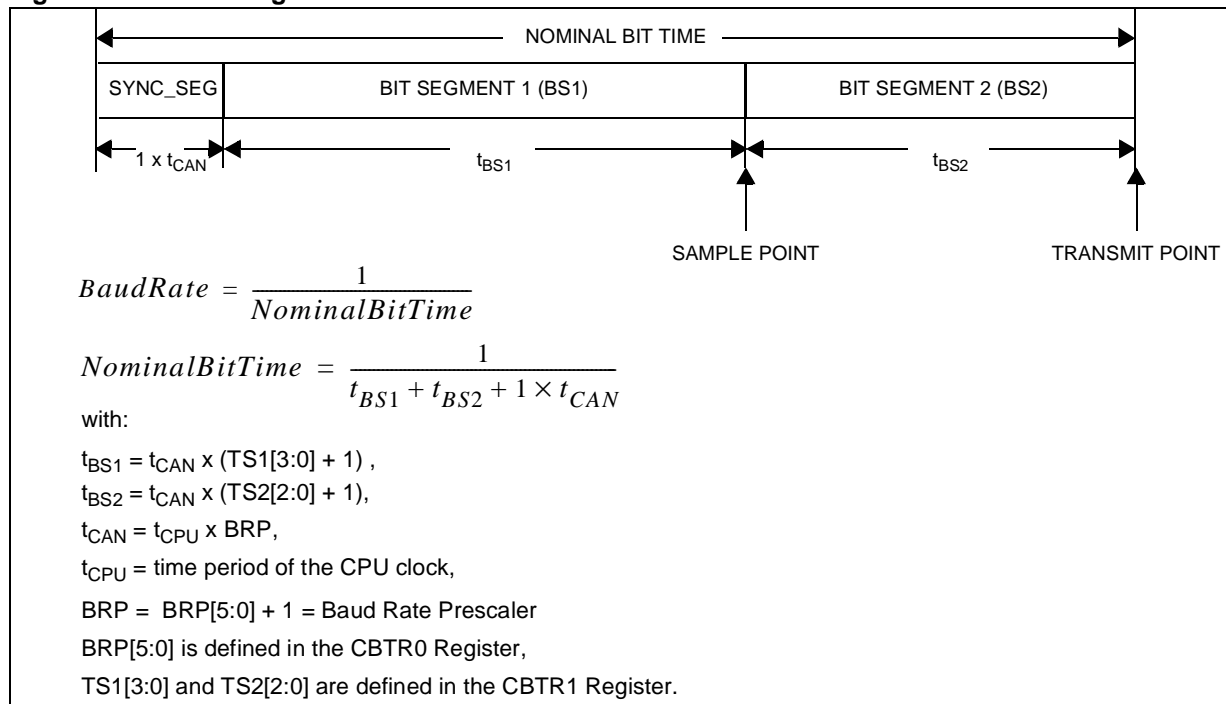 NOMINAL BIT TIME
SYNC_SEG BIT SEGMENT 1 (BS1) BIT SEGMENT 2 (BS2)
1 x tCAN tBS1 tBS2
SAMPLE POINT TRANSMIT POINT
BaudRate = 1 / NominalBitTime
NominalBitTime = 1 / tBS1 + tBS2 + 1 × tCAN
with:
tBS1 = tCAN x (TS1[3:0] + 1) ,
tBS2 = tCAN x (TS2[2:0] + 1),
tCAN = tCPU x BRP,
tCPU = time period of the CPU clock,
BRP = BRP[5:0] + 1 = Baud Rate Prescaler
BRP[5:0] is defined in the CBTR0 Register,
TS1[3:0] and TS2[2:0] are defined in the CBTR1 Register.